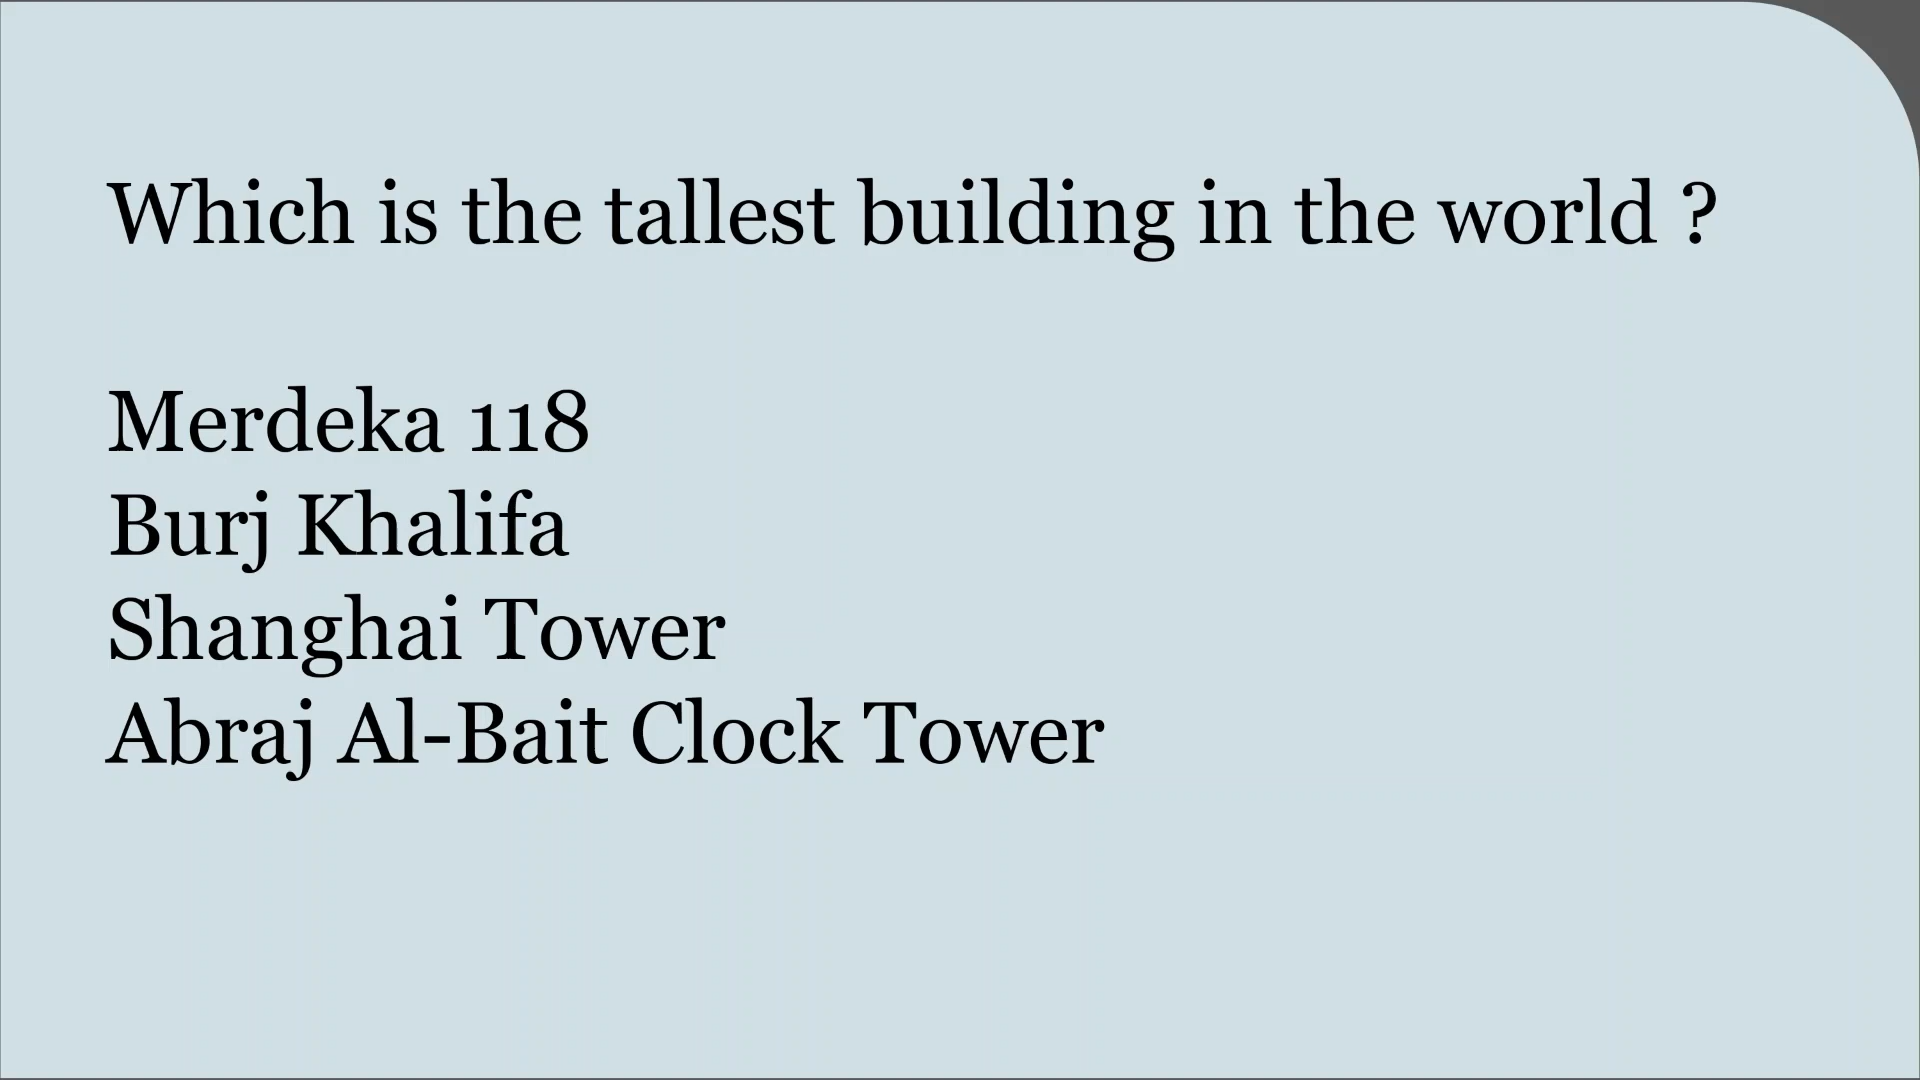 Which is the tallest building in the world ?
Merdeka 118
Burj Khalifa
Shanghai Tower
Abraj Al-Bait Clock Tower